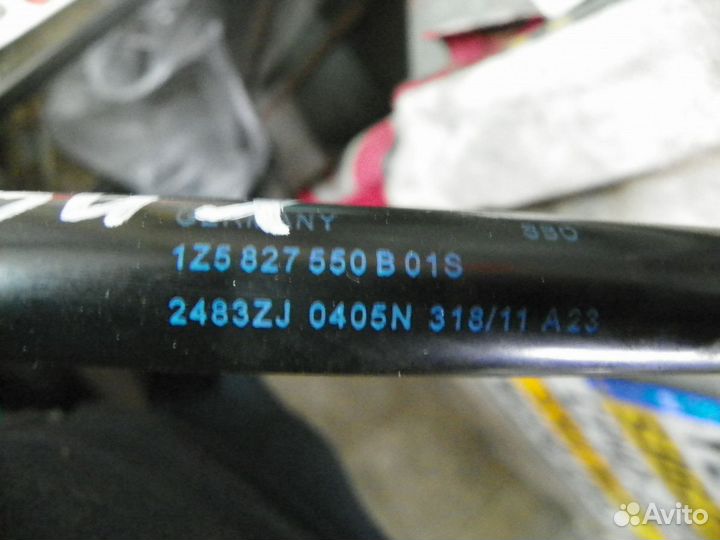 GERMANY
1Z5 827 550 B 01S
2483ZJ 0405N 318/11 A23
Avito